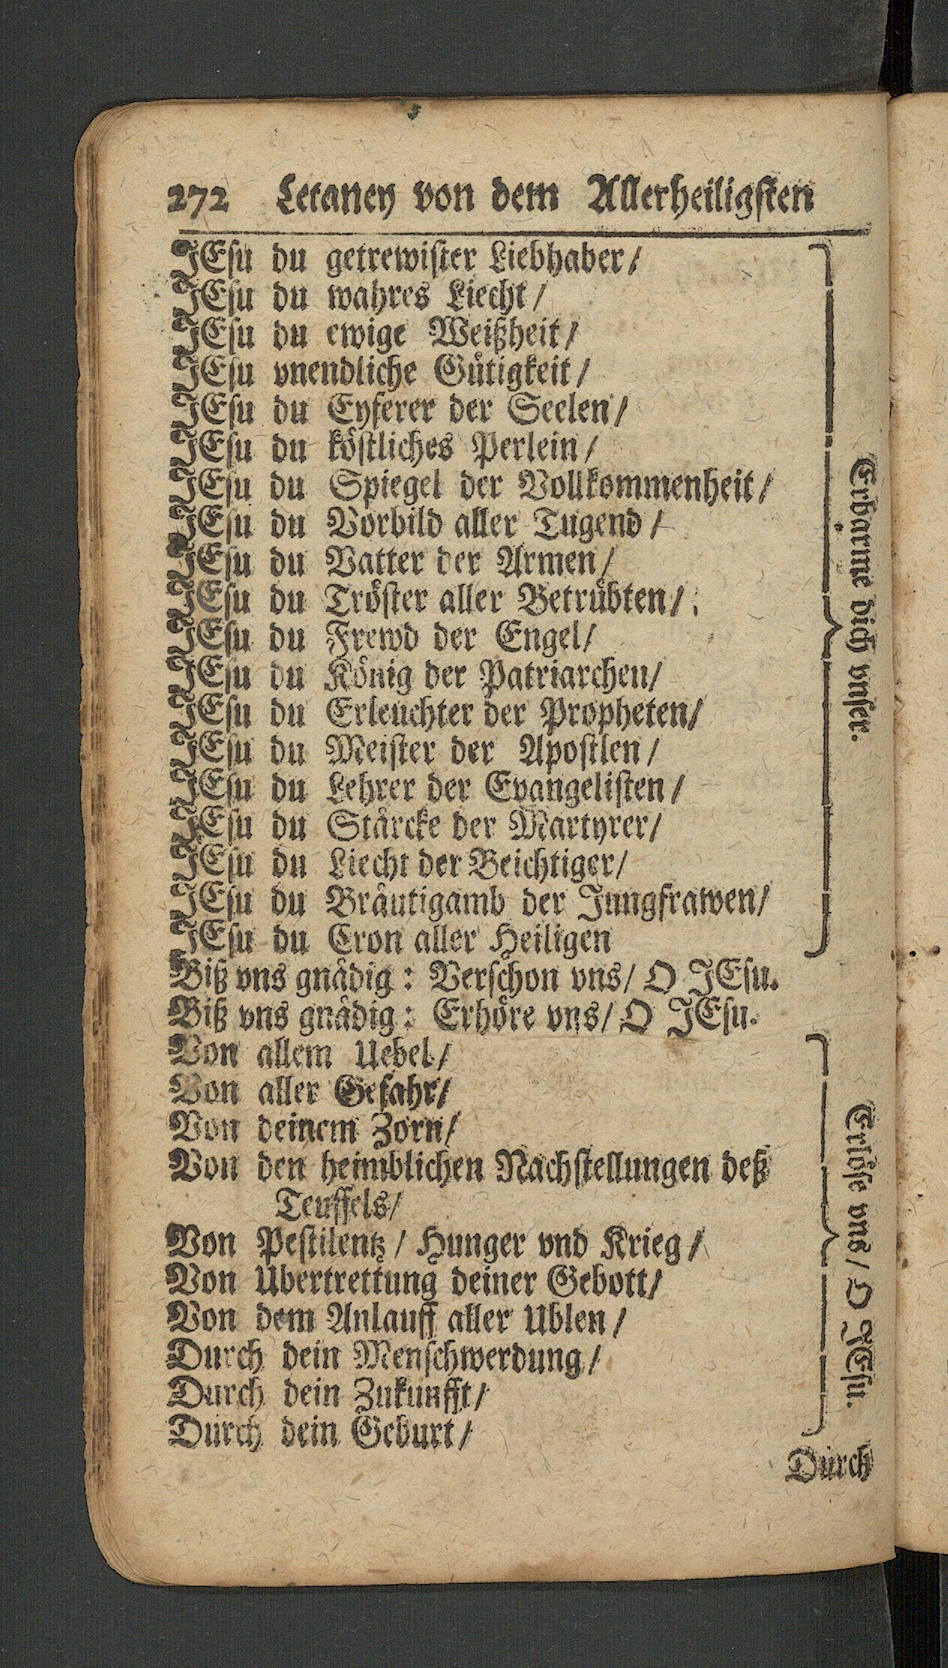 272 Letaney von dem Allerheiligsten
JEsu du getrewister Liebhaber/
JEsu du wahres Liecht/
JEsu du ewige Weißheit/
JEsu vnendliche Gůtigkeit/
JEsu du Eyferer der Seelen/
JEsu du köstliches Perlein/
JEsu du Spiegel der Vollkommenheit/
JEsu du Vorbild aller Tugend/
JEsu du Vatter der Armen/
JEsu du Tröster aller Betrůbten/
JEsu du Frewd der Engel/
JEsu du König der Patriarchen/
JEsu du Erleuchter der Propheten/
JEsu du Meister der Apostlen/
JEsu du Lehrer der Evangelisten/
JEsu du Stärcke der Martyrer/
JEsu du Liecht der Beichtiger/
JEsu du Bräutigamb der Jungfrawen/
JEsu du Cron aller Heiligen
Erbarme dich vnser.
Biß vns gnädig: Verschon vns/ O JEsu.
Biß vns gnädig: Erhöre vns/ O JEsu.
Von allem Uebel/
Von aller Gefahr/
Von deinem Zorn/
Von den heimblichen Nachstellungen deß
Teuffels/
Von Pestilentz/ Hunger vnd Krieg/
Von Ubertrettung deiner Gebott/
Von dem Anlauff aller Ublen/
Durch dein Menschwerdung/
Durch dein Zukunfft/
Durch dein Geburt/
Erlöse vns/ O JEsu.
Durch